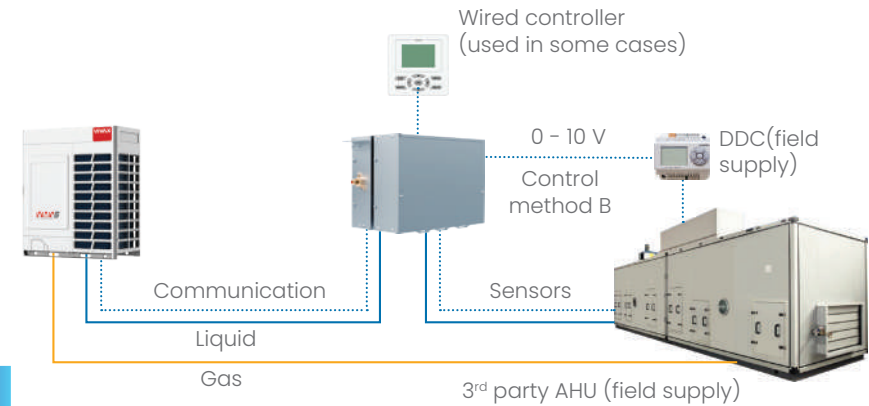 Wired controller
(used in some cases)
VIVAX
0 - 10 V
DDC(field
supply)
Control
method B
Communication
Sensors
Liquid
Gas
3rd party AHU (field supply)